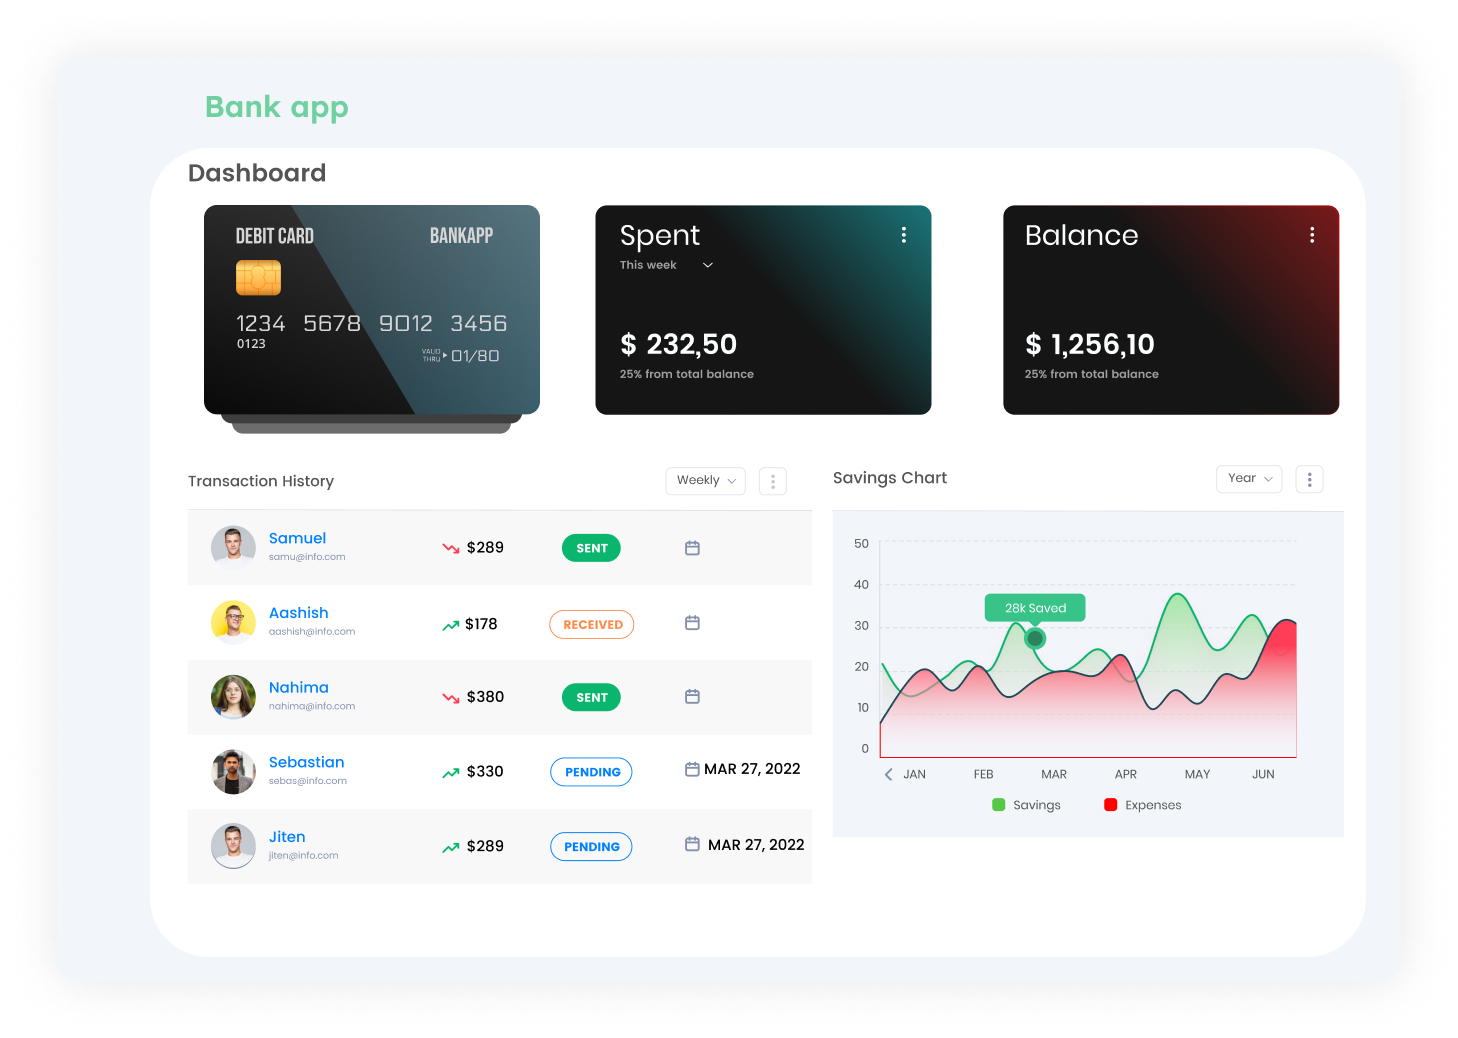 Bank app
Dashboard
DEBIT CARD BANKAPP
1234 5678 9012 3456
0123
VALID THRU 01/80
Spent
This week
$ 232,50
25% from total balance
Balance
$ 1,256,10
25% from total balance
Transaction History Weekly
Samuel
samu@info.com
$289 SENT
Aashish
aashish@info.com
$178 RECEIVED
Nahima
nahima@info.com
$380 SENT
Sebastian
sebas@info.com
$330 PENDING MAR 27, 2022
Jiten
jiten@info.com
$289 PENDING MAR 27, 2022
Savings Chart Year
50
40
28k Saved
30
20
10
0
JAN FEB MAR APR MAY JUN
Savings Expenses